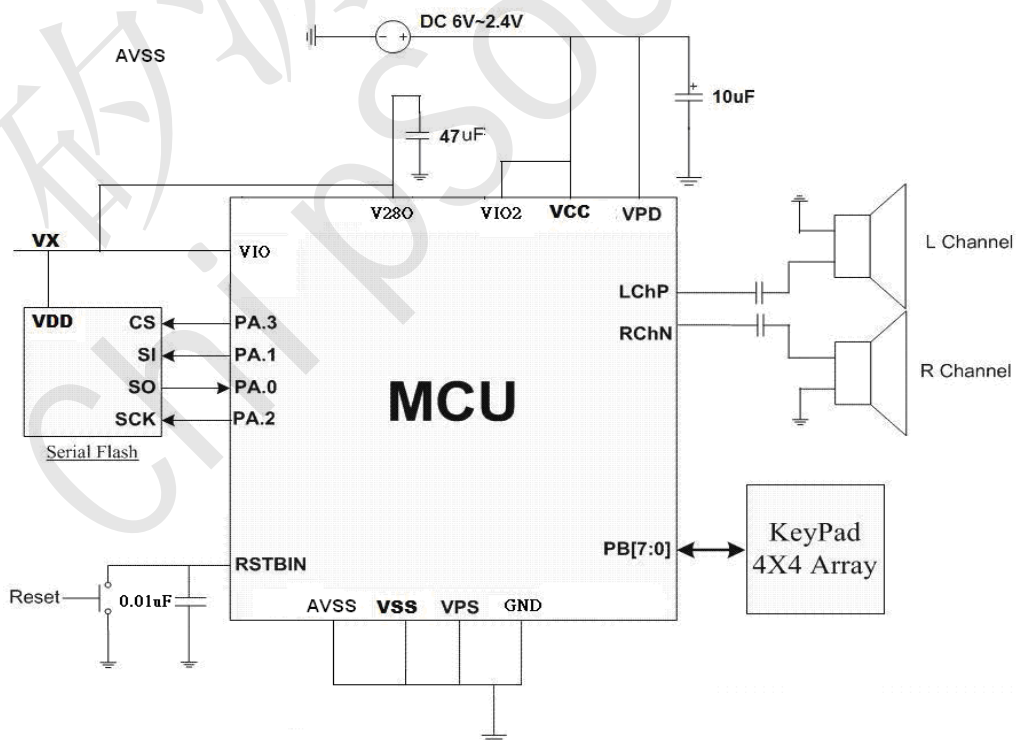 DC 6V~2.4V
AVSS
10uF
47uF
V28O
VIO2
VCC
VPD
VX
VIO
L Channel
LChP
VDD
CS
PA.3
RChN
SI
PA.1
R Channel
SO
PA.0
MCU
SCK
PA.2
Serial Flash
KeyPad
4X4 Array
PB[7:0]
RSTBIN
Reset
0.01uF
AVSS
VSS
VPS
GND
- +
+